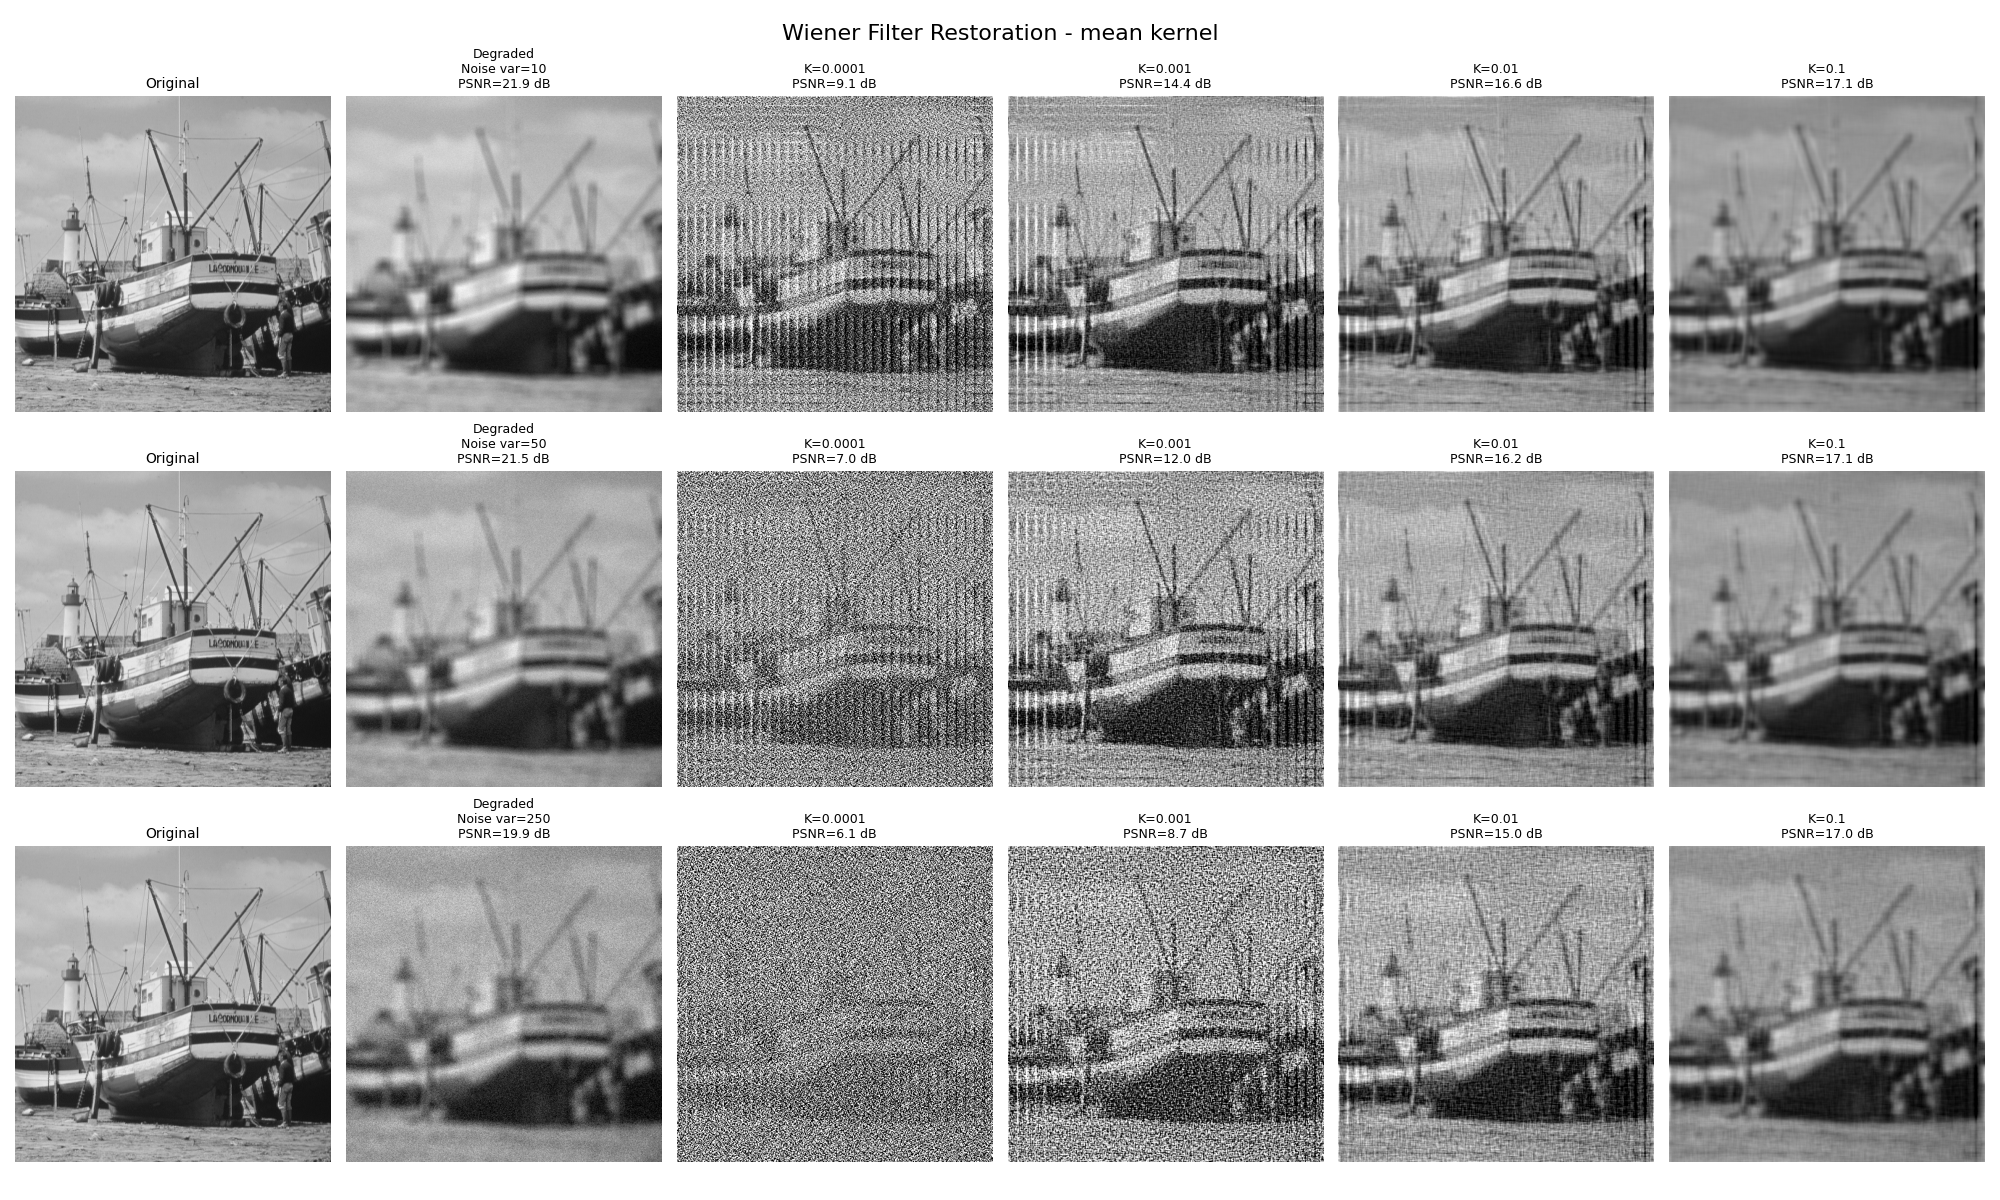 Wiener Filter Restoration - mean kernel
Original
Degraded
Noise var=10
PSNR=21.9 dB
K=0.0001
PSNR=9.1 dB
K=0.001
PSNR=14.4 dB
K=0.01
PSNR=16.6 dB
K=0.1
PSNR=17.1 dB
Original
Degraded
Noise var=50
PSNR=21.5 dB
K=0.0001
PSNR=7.0 dB
K=0.001
PSNR=12.0 dB
K=0.01
PSNR=16.2 dB
K=0.1
PSNR=17.1 dB
Original
Degraded
Noise var=250
PSNR=19.9 dB
K=0.0001
PSNR=6.1 dB
K=0.001
PSNR=8.7 dB
K=0.01
PSNR=15.0 dB
K=0.1
PSNR=17.0 dB